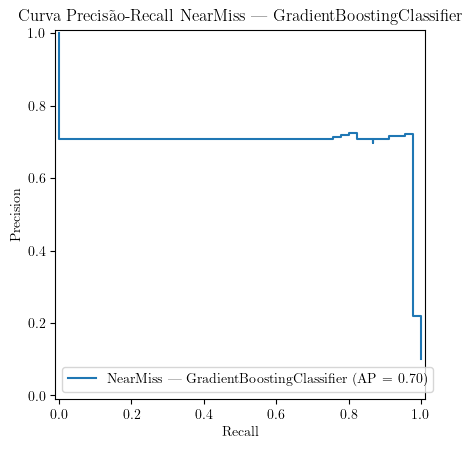 Curva Precisão-Recall NearMiss — GradientBoostingClassifier
1.0
0.8
0.6
0.4
0.2
0.0
Precision
NearMiss — GradientBoostingClassifier (AP = 0.70)
0.0 0.2 0.4 0.6 0.8 1.0
Recall